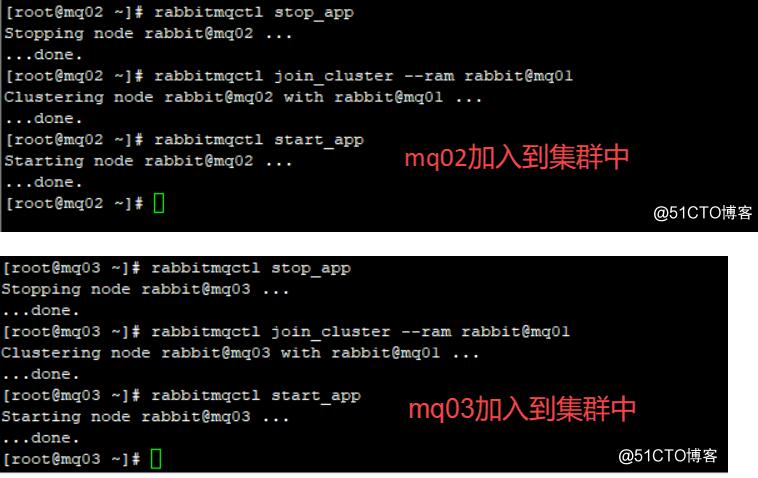 [root@mq02 ~]# rabbitmqctl stop_app
Stopping node rabbit@mq02 ...
...done.
[root@mq02 ~]# rabbitmqctl join_cluster --ram rabbit@mq01
Clustering node rabbit@mq02 with rabbit@mq01 ...
...done.
[root@mq02 ~]# rabbitmqctl start_app
Starting node rabbit@mq02 ...
mq02加入到集群中
...done.
[root@mq02 ~]#
@51CTO博客
[root@mq03 ~]# rabbitmqctl stop_app
Stopping node rabbit@mq03 ...
...done.
[root@mq03 ~]# rabbitmqctl join_cluster --ram rabbit@mq01
Clustering node rabbit@mq03 with rabbit@mq01 ...
...done.
[root@mq03 ~]# rabbitmqctl start_app
Starting node rabbit@mq03 ...
mq03加入到集群中
...done.
[root@mq03 ~]#
@51CTO博客